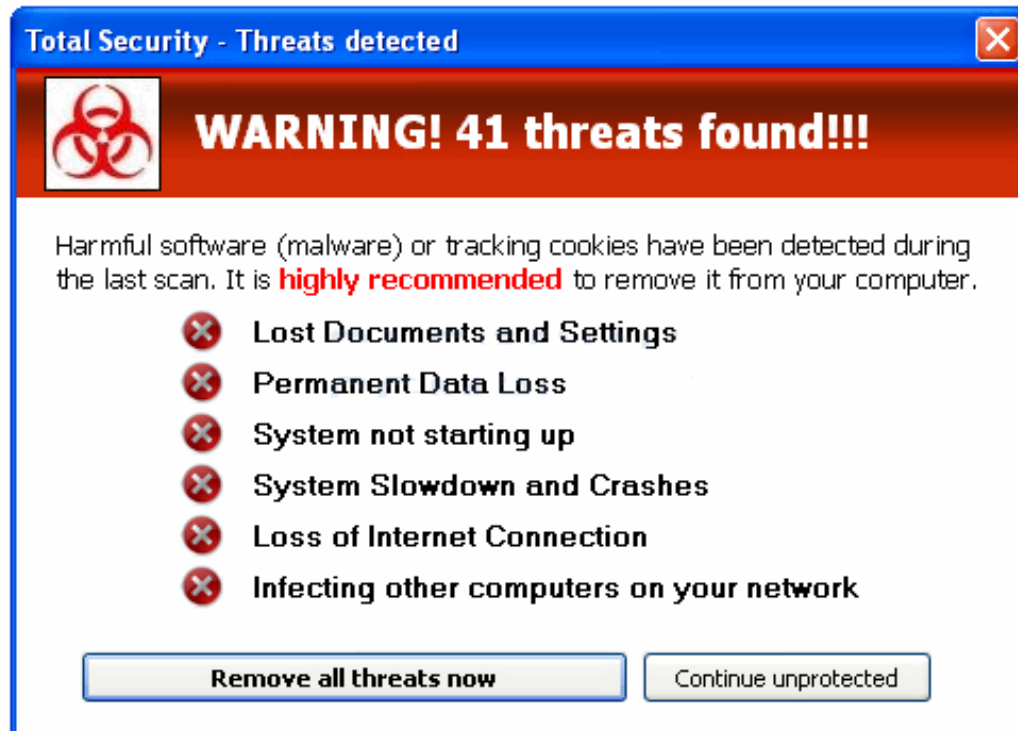 Total Security - Threats detected
WARNING! 41 threats found!!!
Harmful software (malware) or tracking cookies have been detected during
the last scan. It is highly recommended to remove it from your computer.
Lost Documents and Settings
Permanent Data Loss
System not starting up
System Slowdown and Crashes
Loss of Internet Connection
Infecting other computers on your network
Remove all threats now
Continue unprotected